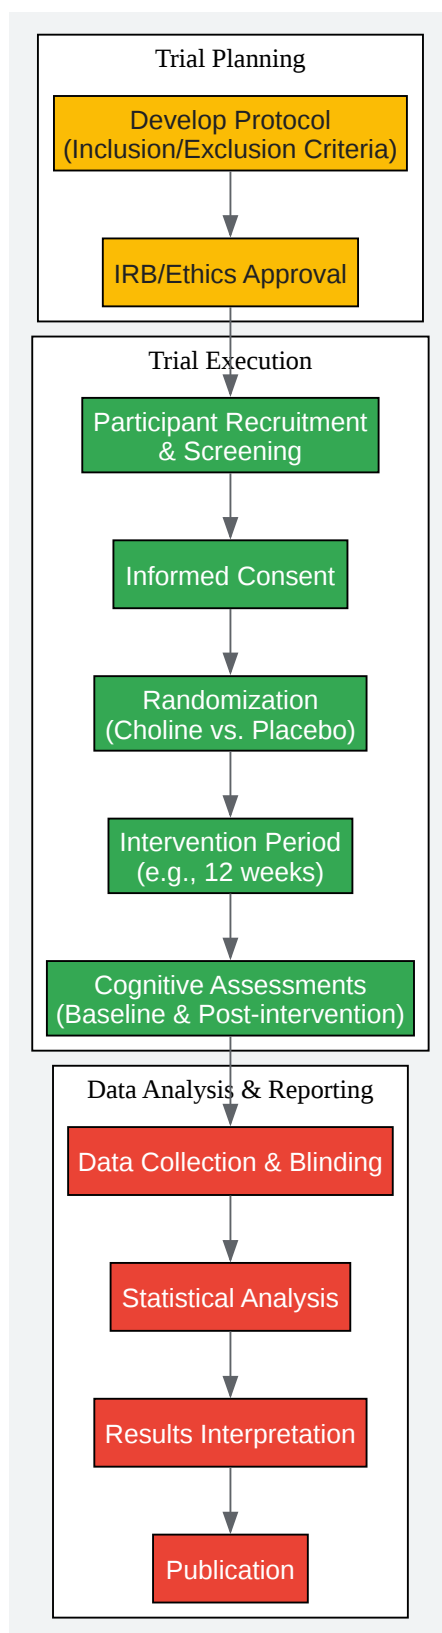 Trial Planning
Develop Protocol
(Inclusion/Exclusion Criteria)
IRB/Ethics Approval
Trial Execution
Participant Recruitment
& Screening
Informed Consent
Randomization
(Choline vs. Placebo)
Intervention Period
(e.g., 12 weeks)
Cognitive Assessments
(Baseline & Post-intervention)
Data Analysis & Reporting
Data Collection & Blinding
Statistical Analysis
Results Interpretation
Publication